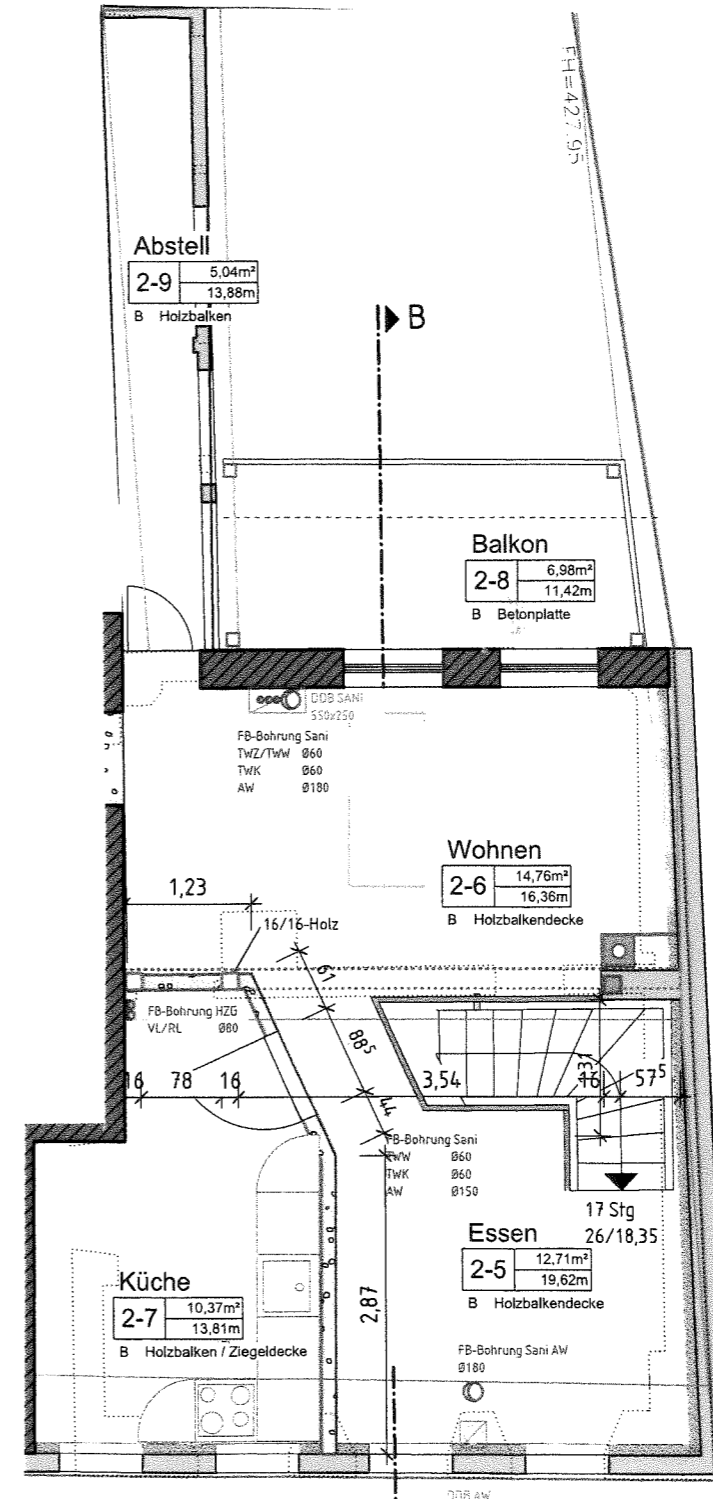 FH=427.95
Abstell
2-9 5,04m² 13,88m
B Holzbalken
B
Balkon
2-8 6,98m² 11,42m
B Betonplatte
DDB SANI
550x250
FB-Bohrung Sani
TWZ/TWW Ø60
TWK Ø60
AW Ø180
Wohnen
2-6 14,76m² 16,36m
B Holzbalkendecke
1,23
16/16-Holz
61
FB-Bohrung HZG
VL/RL Ø80
88⁵
16 78 16
3,54
16
57⁵
44
FB-Bohrung Sani
TWW Ø60
TWK Ø60
AW Ø150
17 Stg
26/18,35
Essen
2-5 12,71m² 19,62m
B Holzbalkendecke
Küche
2-7 10,37m² 13,81m
B Holzbalken / Ziegeldecke
2,87
FB-Bohrung Sani AW
Ø180
DDB AW